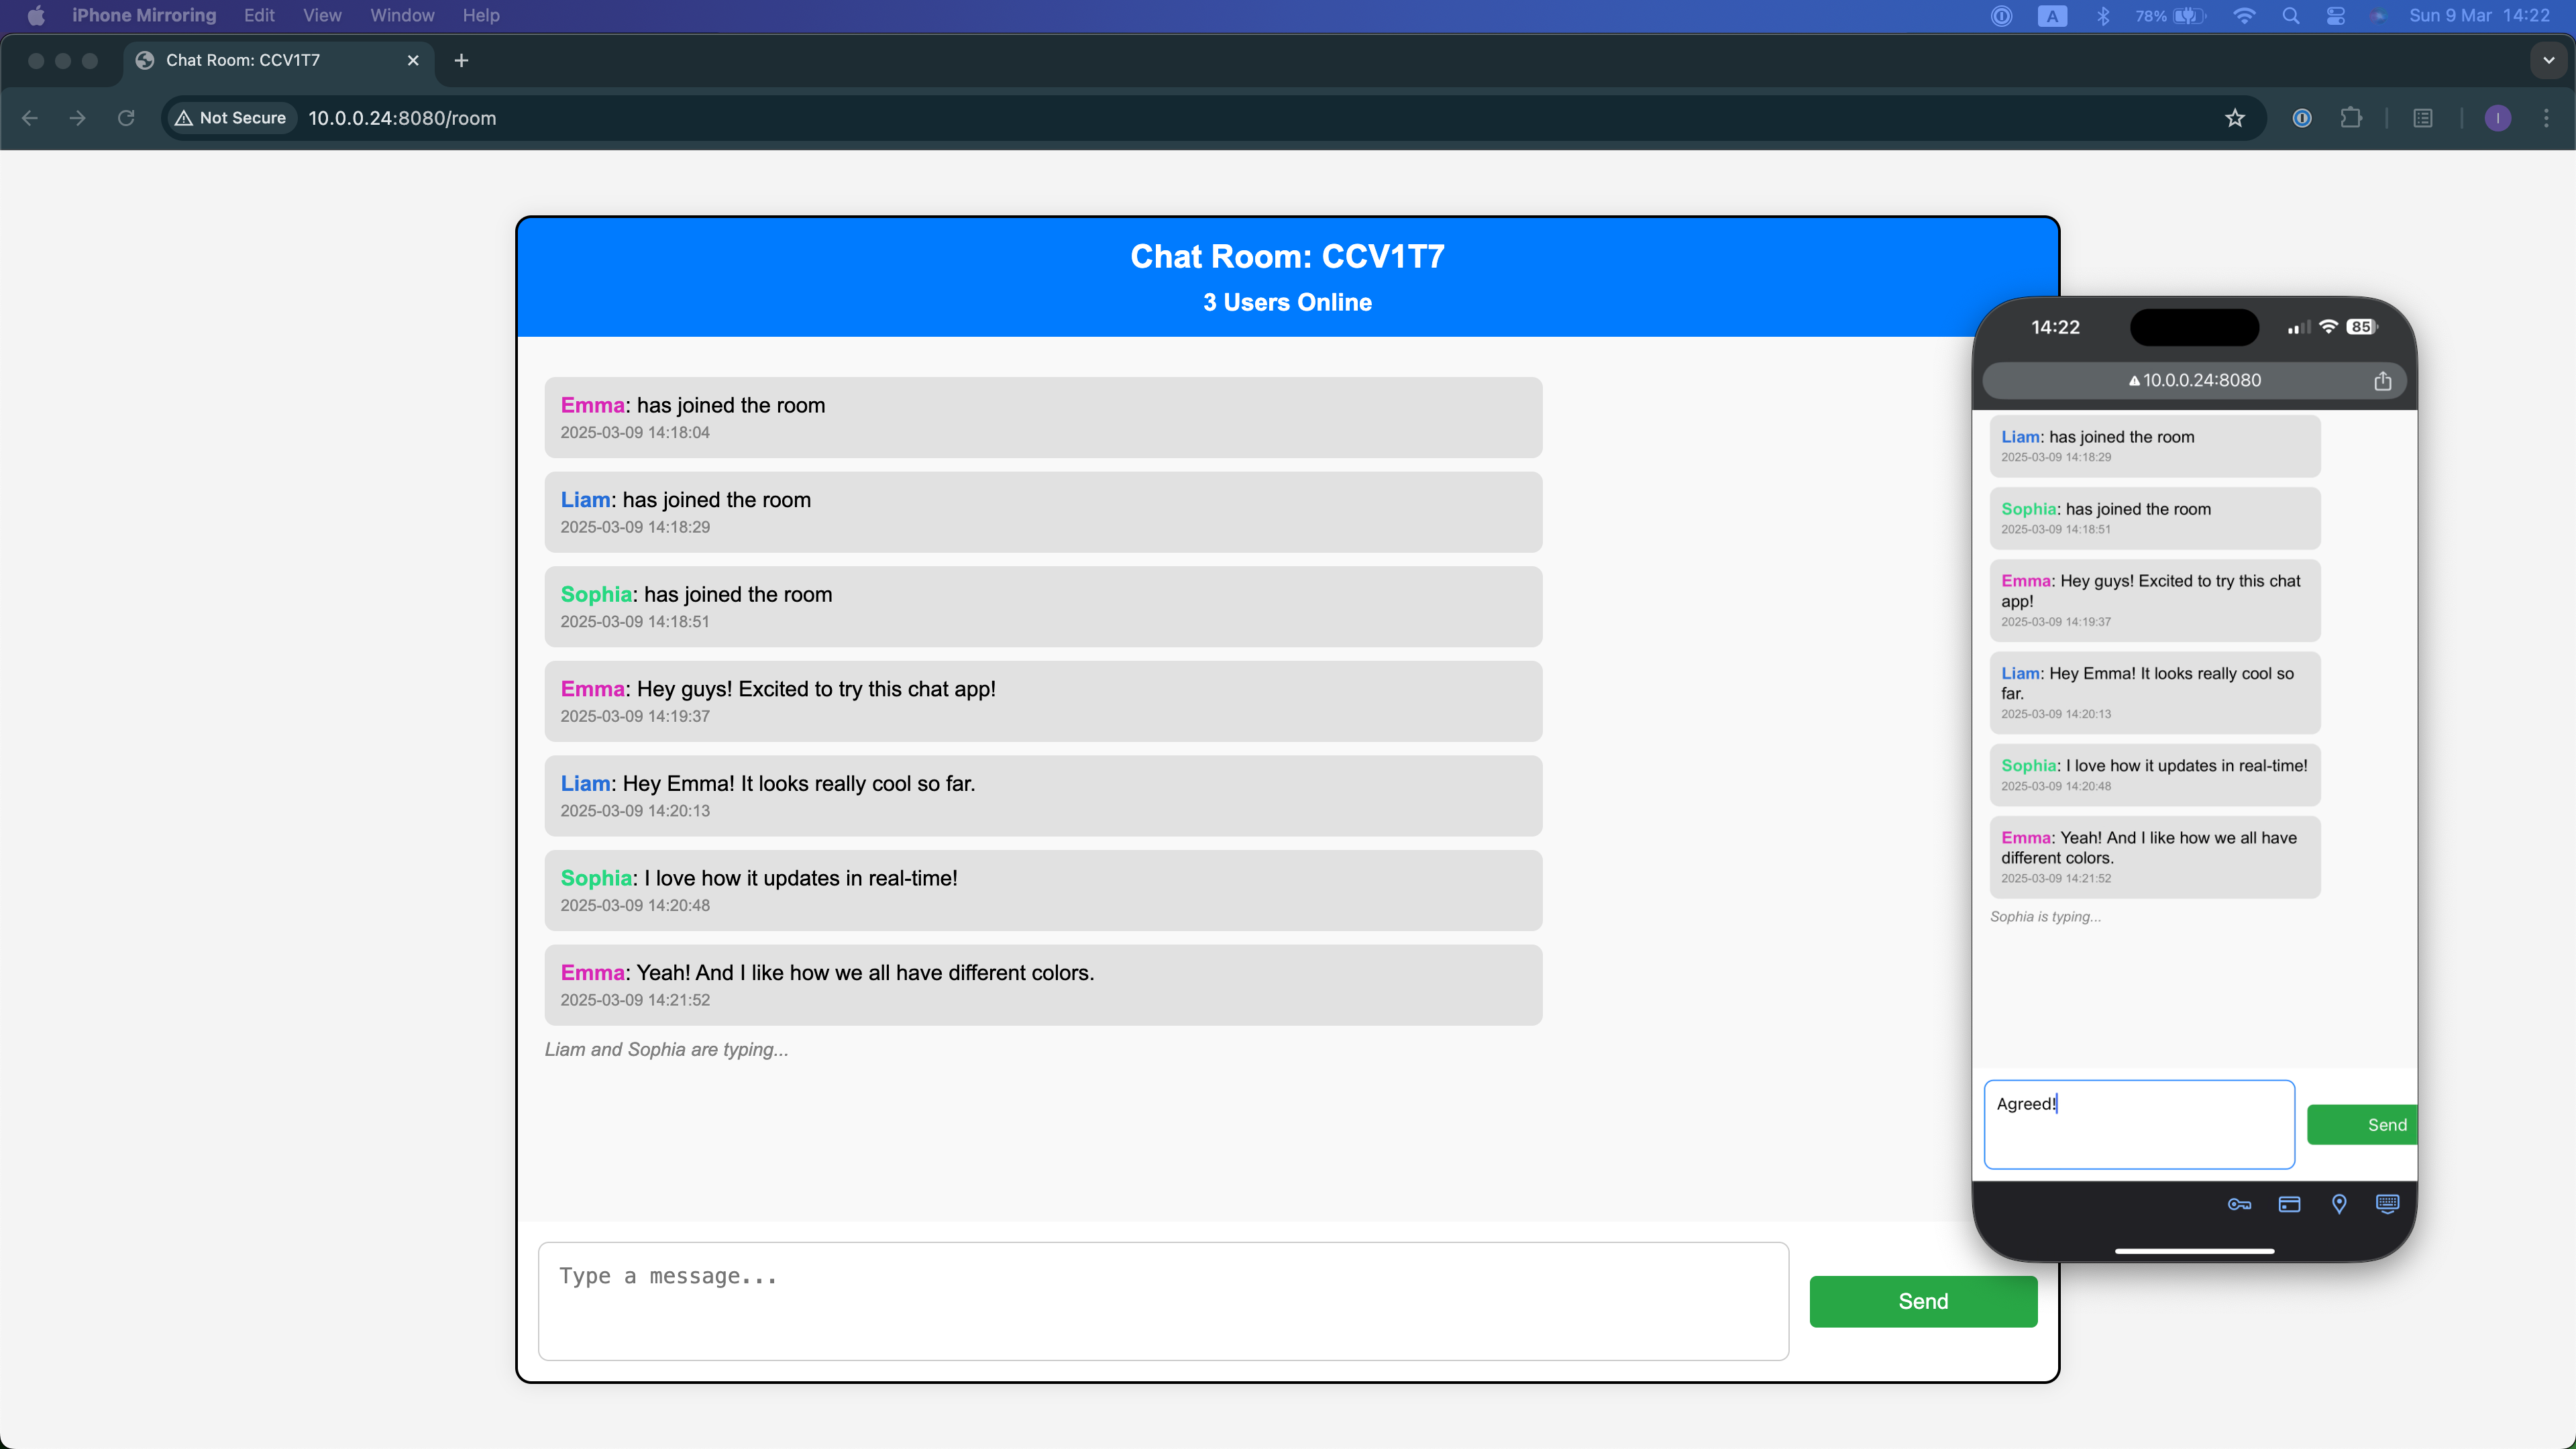 iPhone Mirroring Edit View Window Help
A 78% Sun 9 Mar 14:22
Chat Room: CCV1T7
Not Secure 10.0.0.24:8080/room
I
Chat Room: CCV1T7
3 Users Online
Emma: has joined the room
2025-03-09 14:18:04
Liam: has joined the room
2025-03-09 14:18:29
Sophia: has joined the room
2025-03-09 14:18:51
Emma: Hey guys! Excited to try this chat app!
2025-03-09 14:19:37
Liam: Hey Emma! It looks really cool so far.
2025-03-09 14:20:13
Sophia: I love how it updates in real-time!
2025-03-09 14:20:48
Emma: Yeah! And I like how we all have different colors.
2025-03-09 14:21:52
Liam and Sophia are typing...
Type a message...
Send
14:22 85
10.0.0.24:8080
Liam: has joined the room
2025-03-09 14:18:29
Sophia: has joined the room
2025-03-09 14:18:51
Emma: Hey guys! Excited to try this chat
app!
2025-03-09 14:19:37
Liam: Hey Emma! It looks really cool so
far.
2025-03-09 14:20:13
Sophia: I love how it updates in real-time!
2025-03-09 14:20:48
Emma: Yeah! And I like how we all have
different colors.
2025-03-09 14:21:52
Sophia is typing...
Agreed!
Send